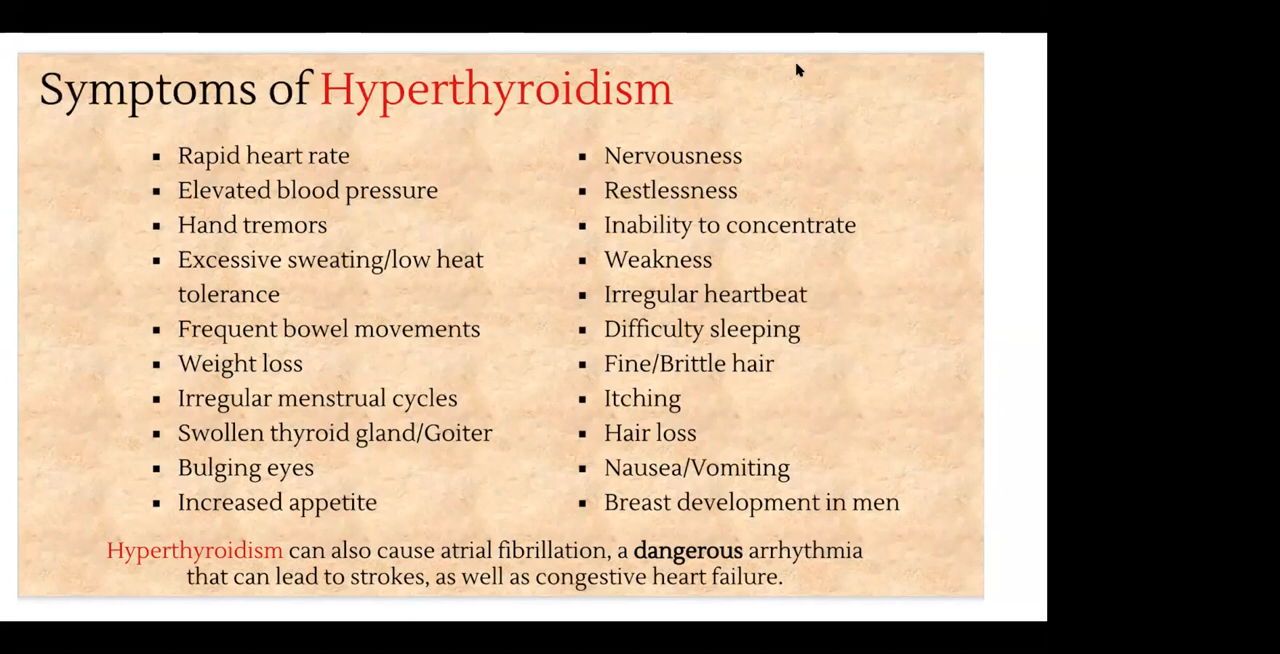 Symptoms of Hyperthyroidism
▪ Rapid heart rate
▪ Elevated blood pressure
▪ Hand tremors
▪ Excessive sweating/low heat
tolerance
▪ Frequent bowel movements
▪ Weight loss
▪ Irregular menstrual cycles
▪ Swollen thyroid gland/Goiter
▪ Bulging eyes
▪ Increased appetite
▪ Nervousness
▪ Restlessness
▪ Inability to concentrate
▪ Weakness
▪ Irregular heartbeat
▪ Difficulty sleeping
▪ Fine/Brittle hair
▪ Itching
▪ Hair loss
▪ Nausea/Vomiting
▪ Breast development in men
Hyperthyroidism can also cause atrial fibrillation, a dangerous arrhythmia
that can lead to strokes, as well as congestive heart failure.